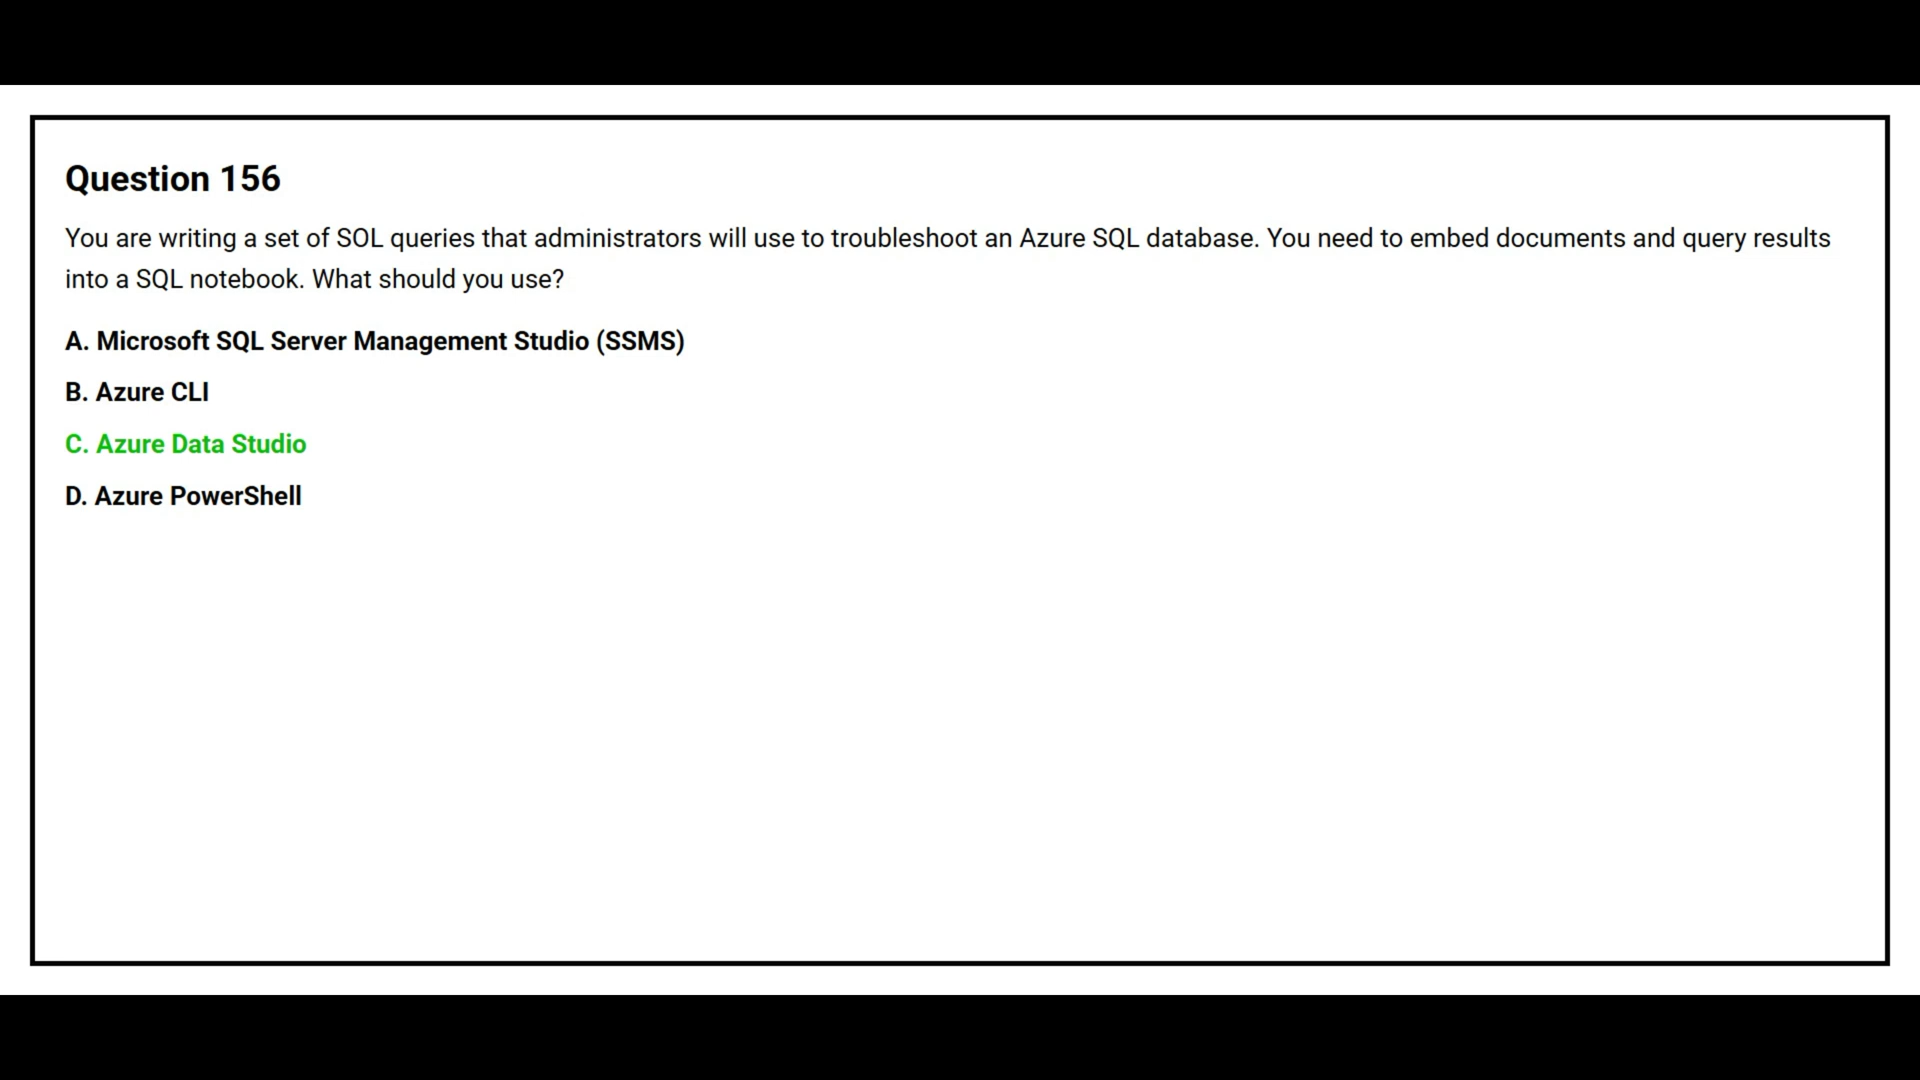 Question 156
You are writing a set of SOL queries that administrators will use to troubleshoot an Azure SQL database. You need to embed documents and query results
into a SQL notebook. What should you use?
A. Microsoft SQL Server Management Studio (SSMS)
B. Azure CLI
C. Azure Data Studio
D. Azure PowerShell